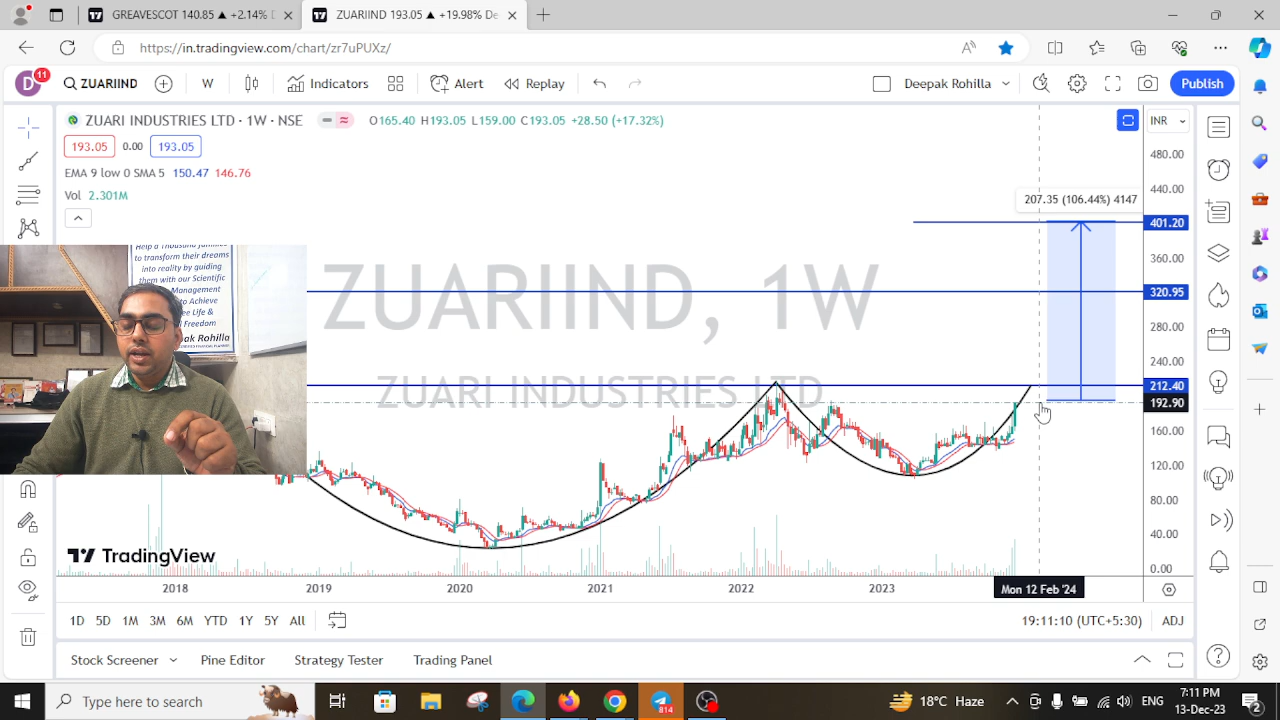 GREAVESCOT 140.85 ▲ +2.14% D
ZUARIIND 193.05 ▲ +19.98% De
https://in.tradingview.com/chart/zr7uPUXz/
D
11
ZUARIIND
W
Indicators
Alert
Replay
Deepak Rohilla
Publish
ZUARI INDUSTRIES LTD · 1W · NSE
O165.40 H193.05 L159.00 C193.05 +28.50 (+17.32%)
INR
193.05
0.00
193.05
EMA 9 low 0 SMA 5 150.47 146.76
Vol 2.301M
480.00
440.00
207.35 (106.44%) 4147
401.20
360.00
320.95
280.00
240.00
212.40
192.90
160.00
120.00
80.00
40.00
0.00
ZUARIIND, 1W
ZUARI INDUSTRIES LTD
Help a Thousand families
to transform their dreams
into reality by guiding
them with our Scientific
Management
Achieve
Life &
Freedom
ak Rohilla
TradingView
2018
2019
2020
2021
2022
2023
Mon 12 Feb '24
1D 5D 1M 3M 6M YTD 1Y 5Y All
19:11:10 (UTC+5:30)
ADJ
Stock Screener
Pine Editor
Strategy Tester
Trading Panel
Type here to search
814
18°C Haze
ENG
7:11 PM
13-Dec-23
2